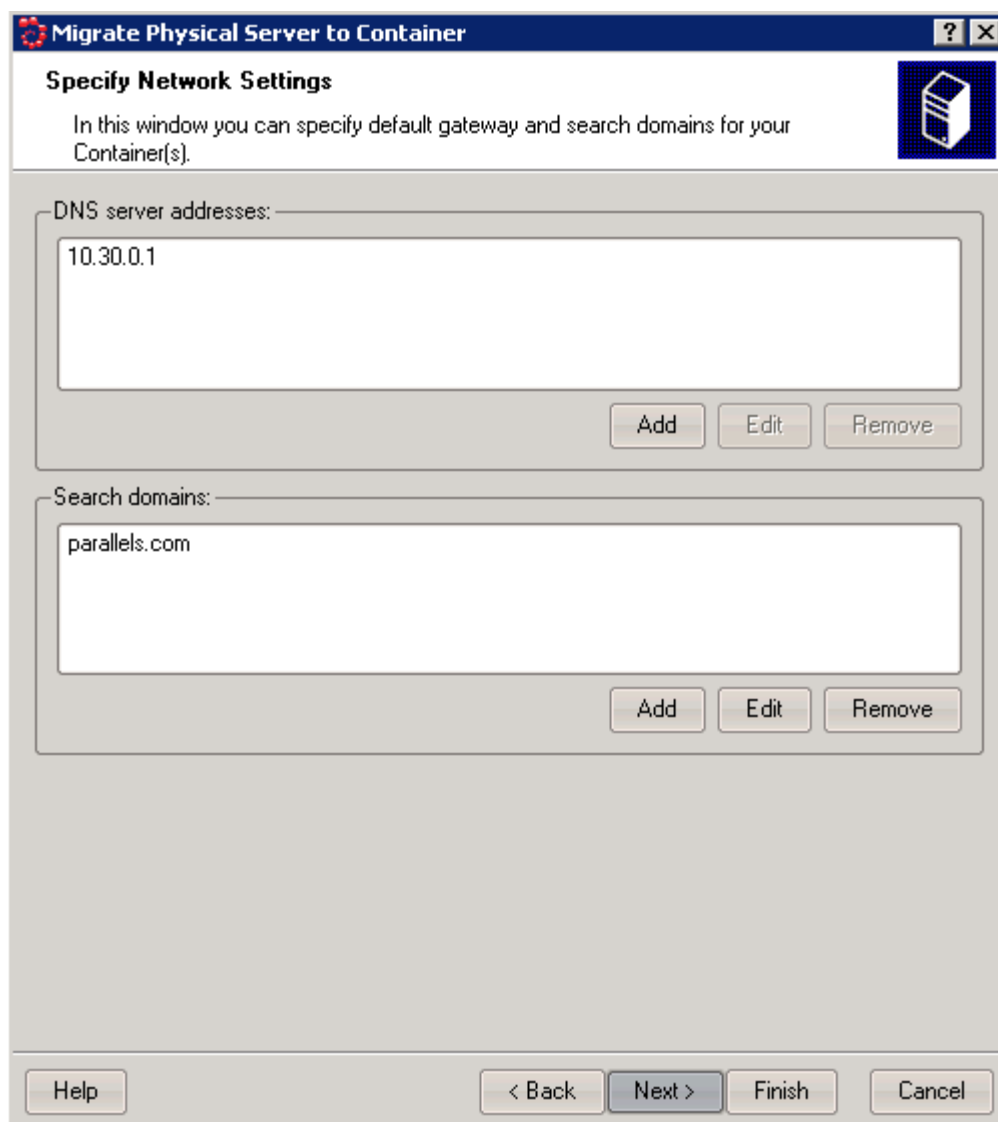 Migrate Physical Server to Container
Specify Network Settings
In this window you can specify default gateway and search domains for your
Container(s).
DNS server addresses:
10.30.0.1
Add Edit Remove
Search domains:
parallels.com
Add Edit Remove
Help < Back Next > Finish Cancel